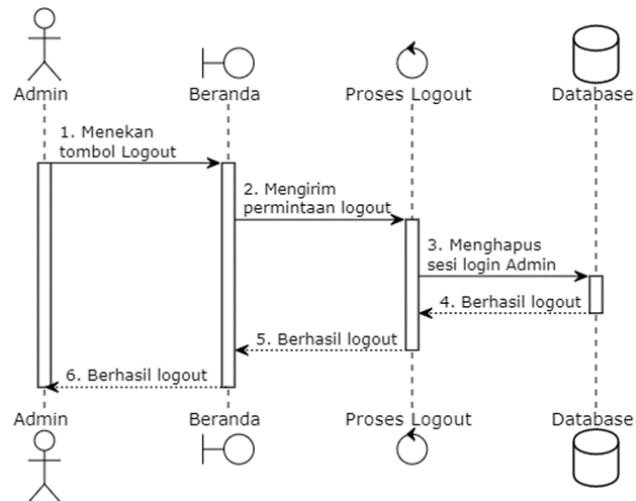 Admin
Beranda
Proses Logout
Database
1. Menekan
tombol Logout
2. Mengirim
permintaan logout
3. Menghapus
sesi login Admin
4. Berhasil logout
5. Berhasil logout
6. Berhasil logout
Admin
Beranda
Proses Logout
Database